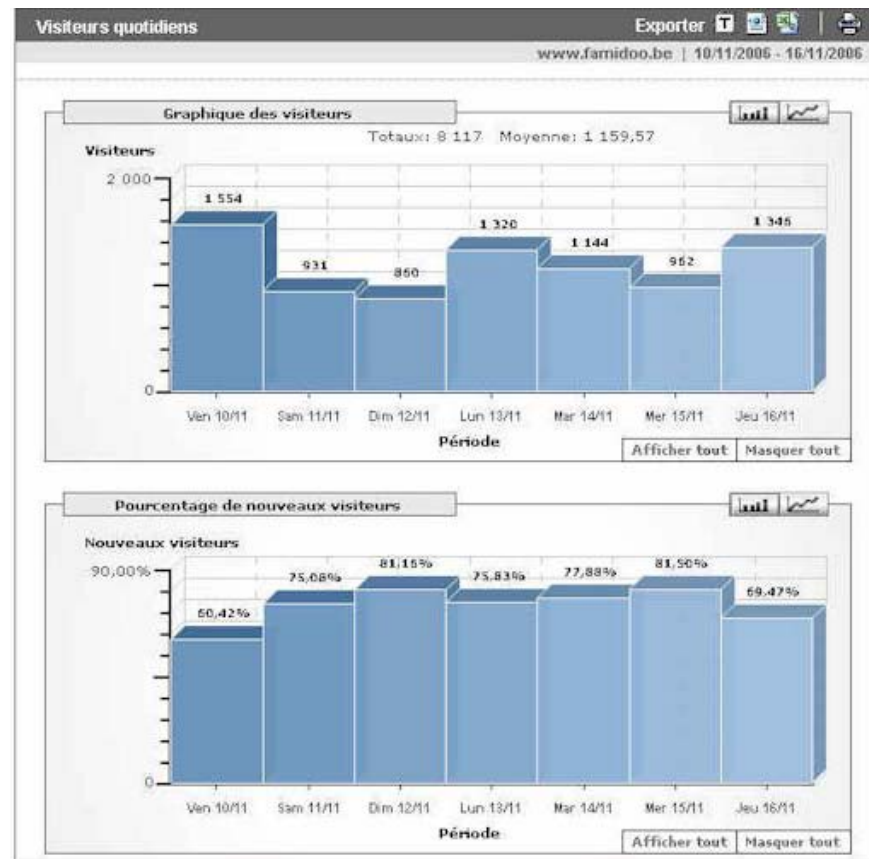 Visiteurs quotidiens
Exporter T
www.famidoo.be | 10/11/2006 - 16/11/2006
Graphique des visiteurs
Totaux: 8 117 Moyenne: 1 159,57
Visiteurs
2 000
1 554
931
860
1 320
1 144
962
1 346
0
Ven 10/11 Sam 11/11 Dim 12/11 Lun 13/11 Mar 14/11 Mer 15/11 Jeu 16/11
Période
Afficher tout Masquer tout
Pourcentage de nouveaux visiteurs
Nouveaux visiteurs
90,00%
60,42%
75,08%
81,16%
75,83%
77,88%
81,50%
69,47%
0
Ven 10/11 Sam 11/11 Dim 12/11 Lun 13/11 Mar 14/11 Mer 15/11 Jeu 16/11
Période
Afficher tout Masquer tout